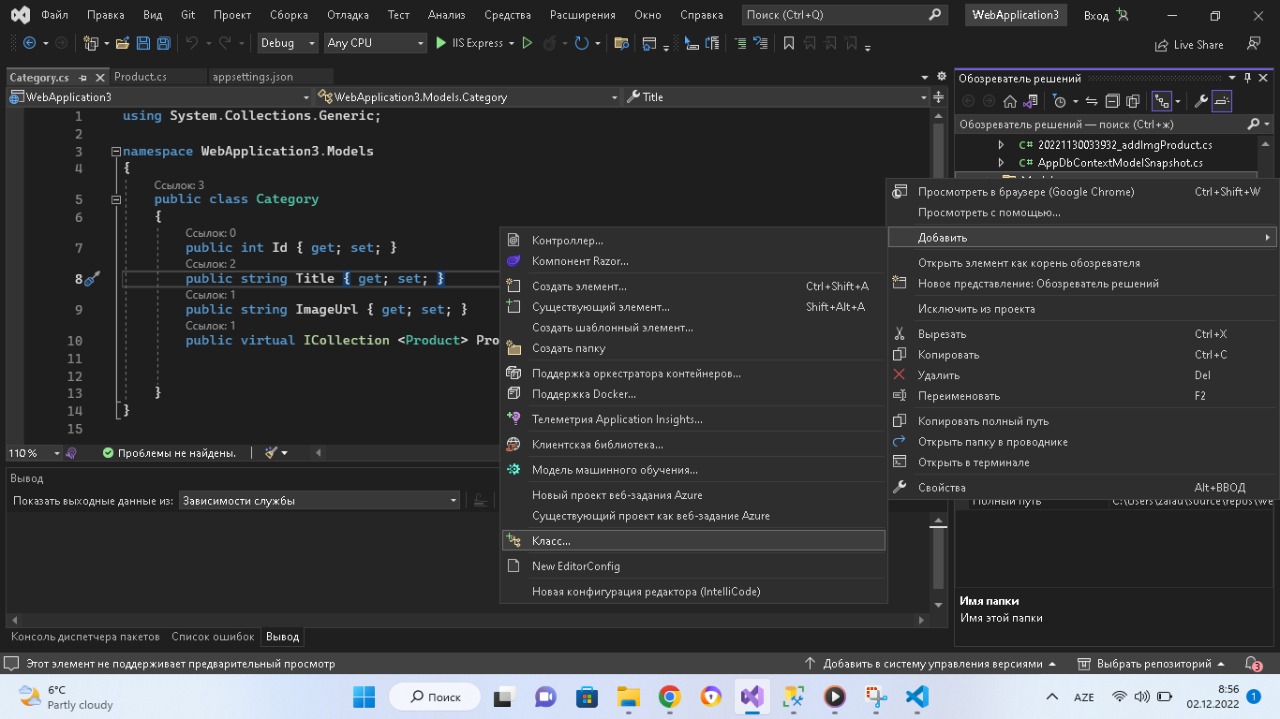 Файл Правка Вид Git Проект Сборка Отладка Тест Анализ Средства Расширения Окно Справка Поиск (Ctrl+Q) WebApplication3 Вход
Debug Any CPU IIS Express Live Share
Category.cs Product.cs appsettings.json
WebApplication3 WebApplication3.Models.Category Title
1 using System.Collections.Generic;
2
3 namespace WebApplication3.Models
4 {
Ссылок: 3
5 public class Category
6 {
Ссылок: 0
7 public int Id { get; set; }
Ссылок: 2
8 public string Title { get; set; }
Ссылок: 1
9 public string ImageUrl { get; set; }
Ссылок: 1
10 public virtual ICollection <Product> Pro
11
12
13 }
14 }
15
110 % Проблемы не найдены.
Вывод
Показать выходные данные из: Зависимости службы
Консоль диспетчера пакетов Список ошибок Вывод
Контроллер...
Компонент Razor...
Создать элемент... Ctrl+Shift+A
Существующий элемент... Shift+Alt+A
Создать шаблонный элемент...
Создать папку
Поддержка оркестратора контейнеров...
Поддержка Docker...
Телеметрия Application Insights...
Клиентская библиотека...
Модель машинного обучения...
Новый проект веб-задания Azure
Существующий проект как веб-задание Azure
Класс...
New EditorConfig
Новая конфигурация редактора (IntelliCode)
Обозреватель решений
Обозреватель решений — поиск (Ctrl+ж)
C# 20221130033932_addImgProduct.cs
C# AppDbContextModelSnapshot.cs
Просмотреть в браузере (Google Chrome) Ctrl+Shift+W
Просмотреть с помощью...
Добавить
Открыть элемент как корень обозревателя
Новое представление: Обозреватель решений
Исключить из проекта
Вырезать Ctrl+X
Копировать Ctrl+C
Удалить Del
Переименовать F2
Копировать полный путь
Открыть папку в проводнике
Открыть в терминале
Свойства Alt+ВВОД
Полный путь
Имя папки
Имя этой папки
Этот элемент не поддерживает предварительный просмотр Добавить в систему управления версиями Выбрать репозиторий 3
6°C
Partly cloudy
Поиск
AZE
8:56
02.12.2022
1